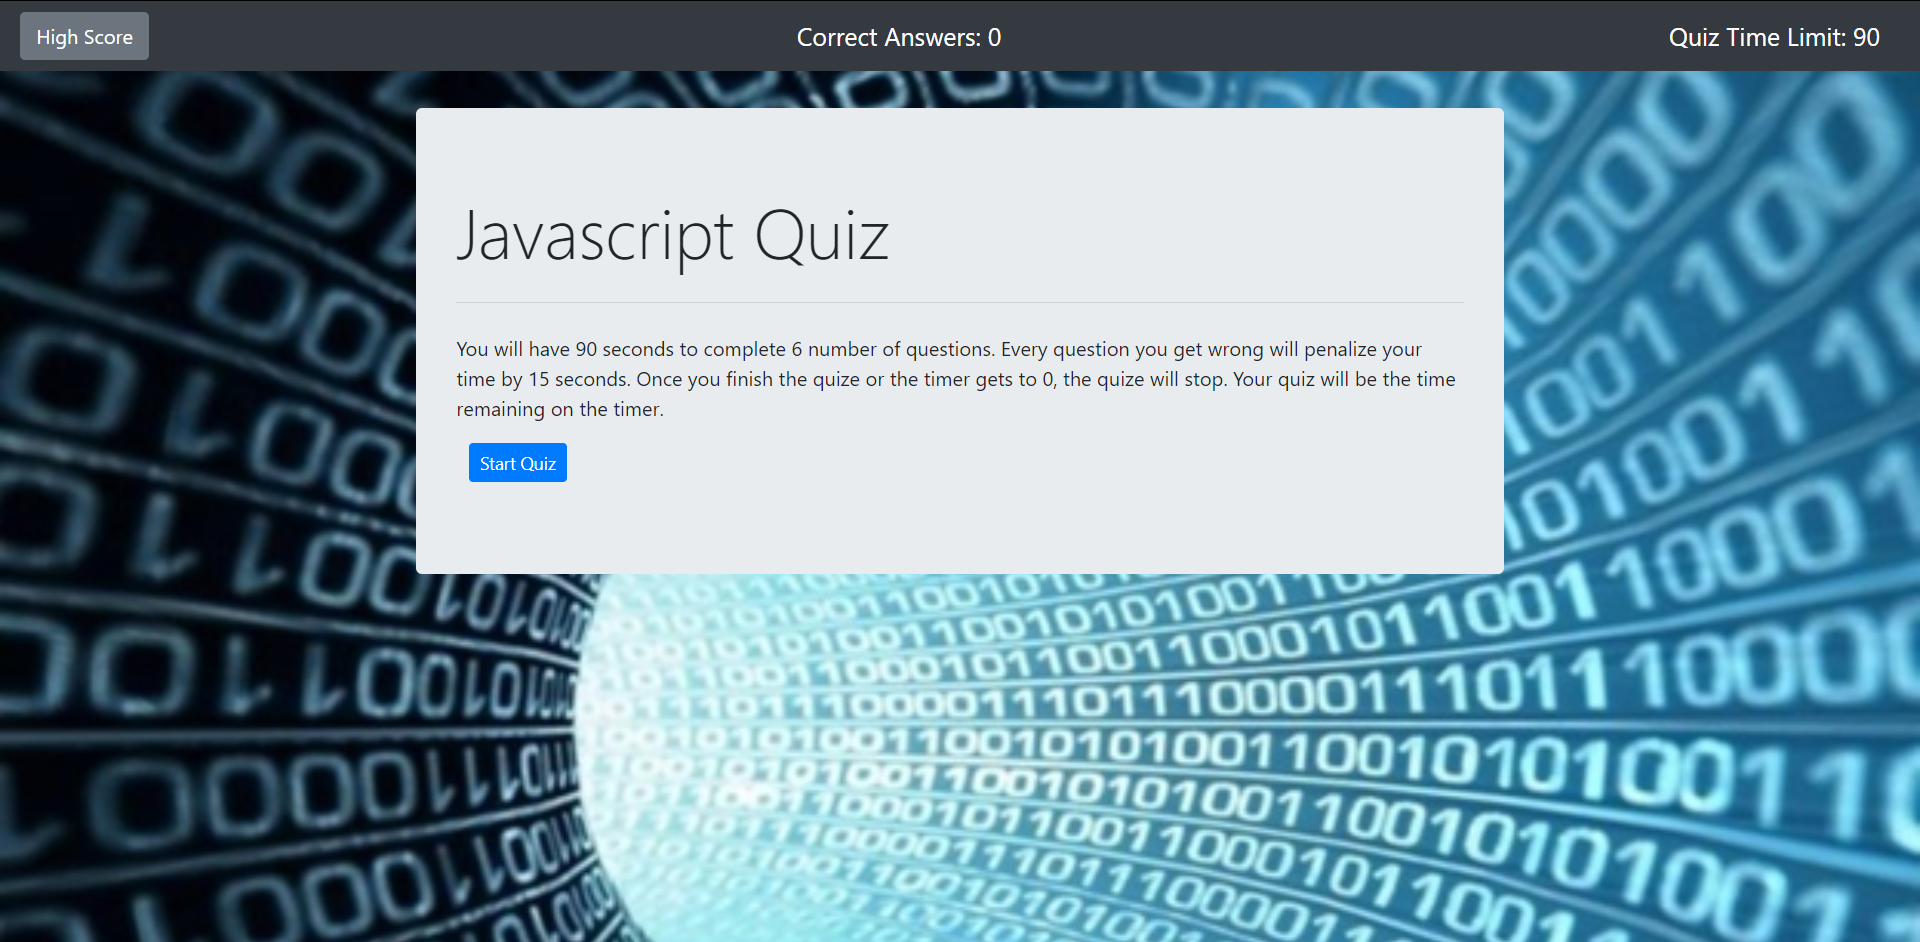 High Score
Correct Answers: 0
Quiz Time Limit: 90
Javascript Quiz
You will have 90 seconds to complete 6 number of questions. Every question you get wrong will penalize your
time by 15 seconds. Once you finish the quize or the timer gets to 0, the quize will stop. Your quiz will be the time
remaining on the timer.
Start Quiz